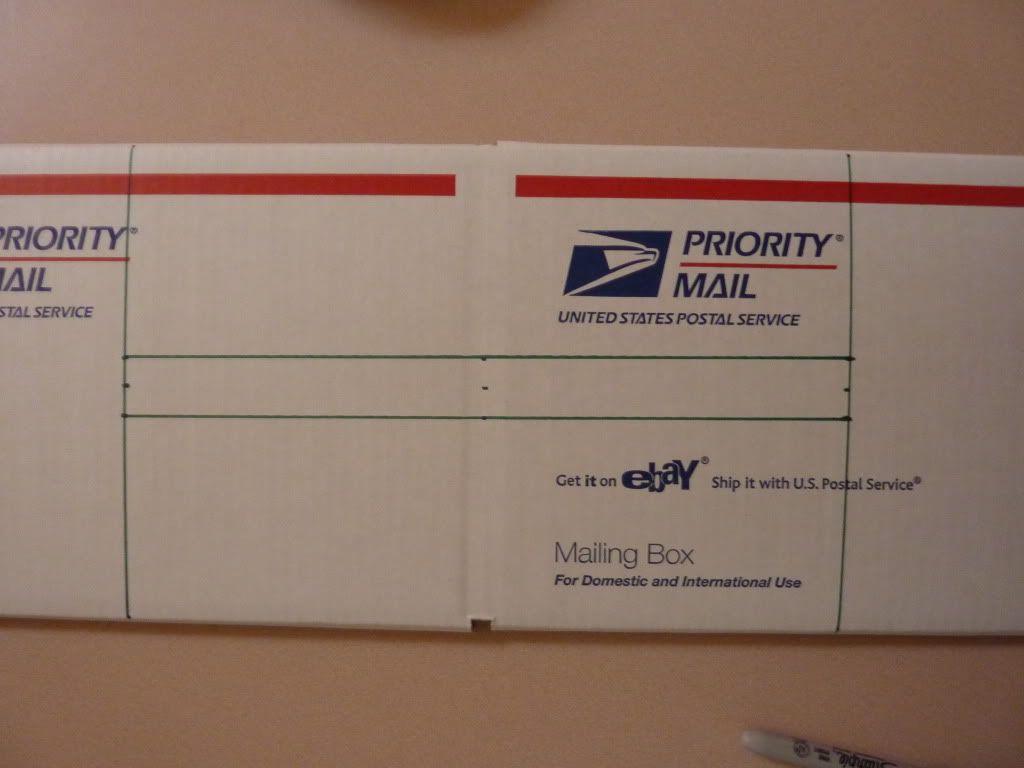 PRIORITY®
MAIL
STAL SERVICE
PRIORITY®
MAIL
UNITED STATES POSTAL SERVICE
Get it on ebaY® Ship it with U.S. Postal Service®
Mailing Box
For Domestic and International Use
Sharpie